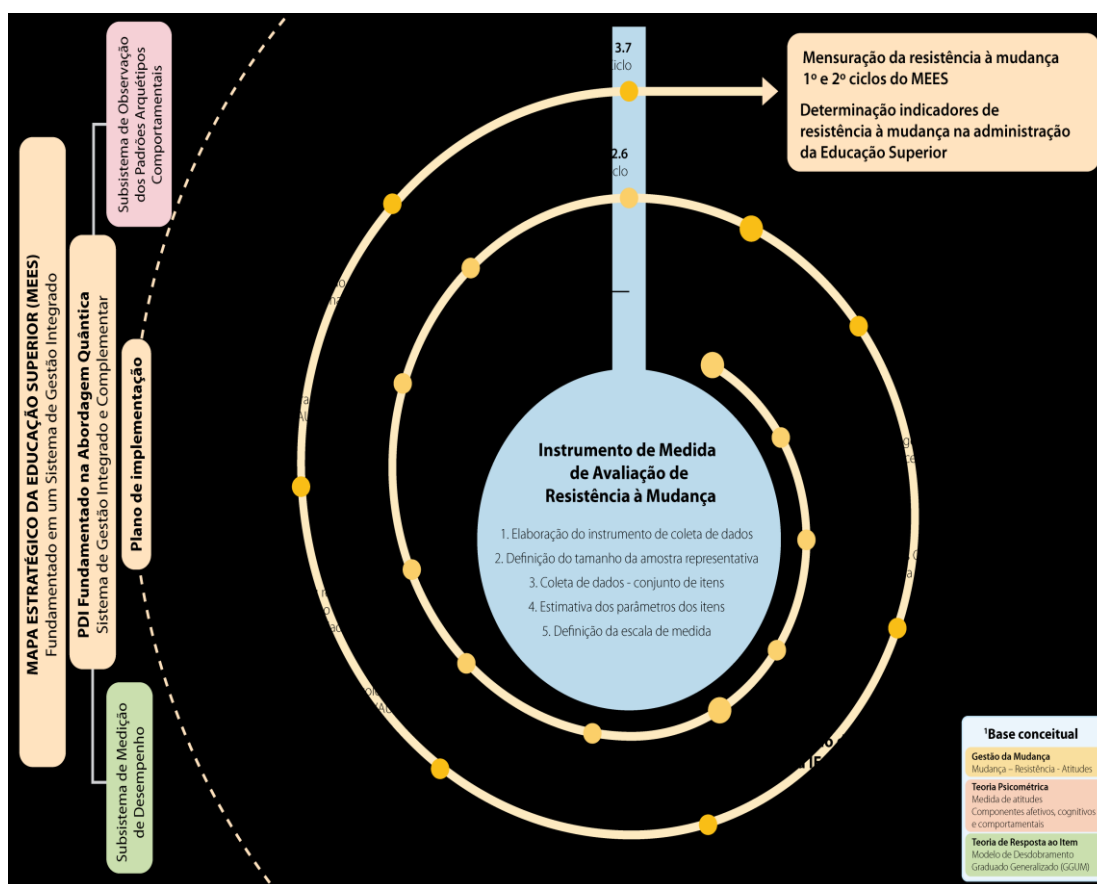 MAPA ESTRATÉGICO DA EDUCAÇÃO SUPERIOR (MEES)
Fundamentado em um Sistema de Gestão Integrado
PDI Fundamentado na Abordagem Quântica
Sistema de Gestão Integrado e Complementar
Subsistema de Observação
dos Padrões Arquétipos
Comportamentais
Plano de implementação
Subsistema de Medição
de Desempenho
3.7
2.6
Mensuração da resistência à mudança
1º e 2º ciclos do MEES
Determinação indicadores de
resistência à mudança na administração
da Educação Superior
Instrumento de Medida
de Avaliação de
Resistência à Mudança
1. Elaboração do instrumento de coleta de dados
2. Definição do tamanho da amostra representativa
3. Coleta de dados - conjunto de itens
4. Estimativa dos parâmetros dos itens
5. Definição da escala de medida
¹Base conceitual
Gestão da Mudança
Mudança – Resistência - Atitudes
Teoria Psicométrica
Medida de atitudes
Componentes afetivos, cognitivos
e comportamentais
Teoria de Resposta ao Item
Modelo de Desdobramento
Graduado Generalizado (GGUM)